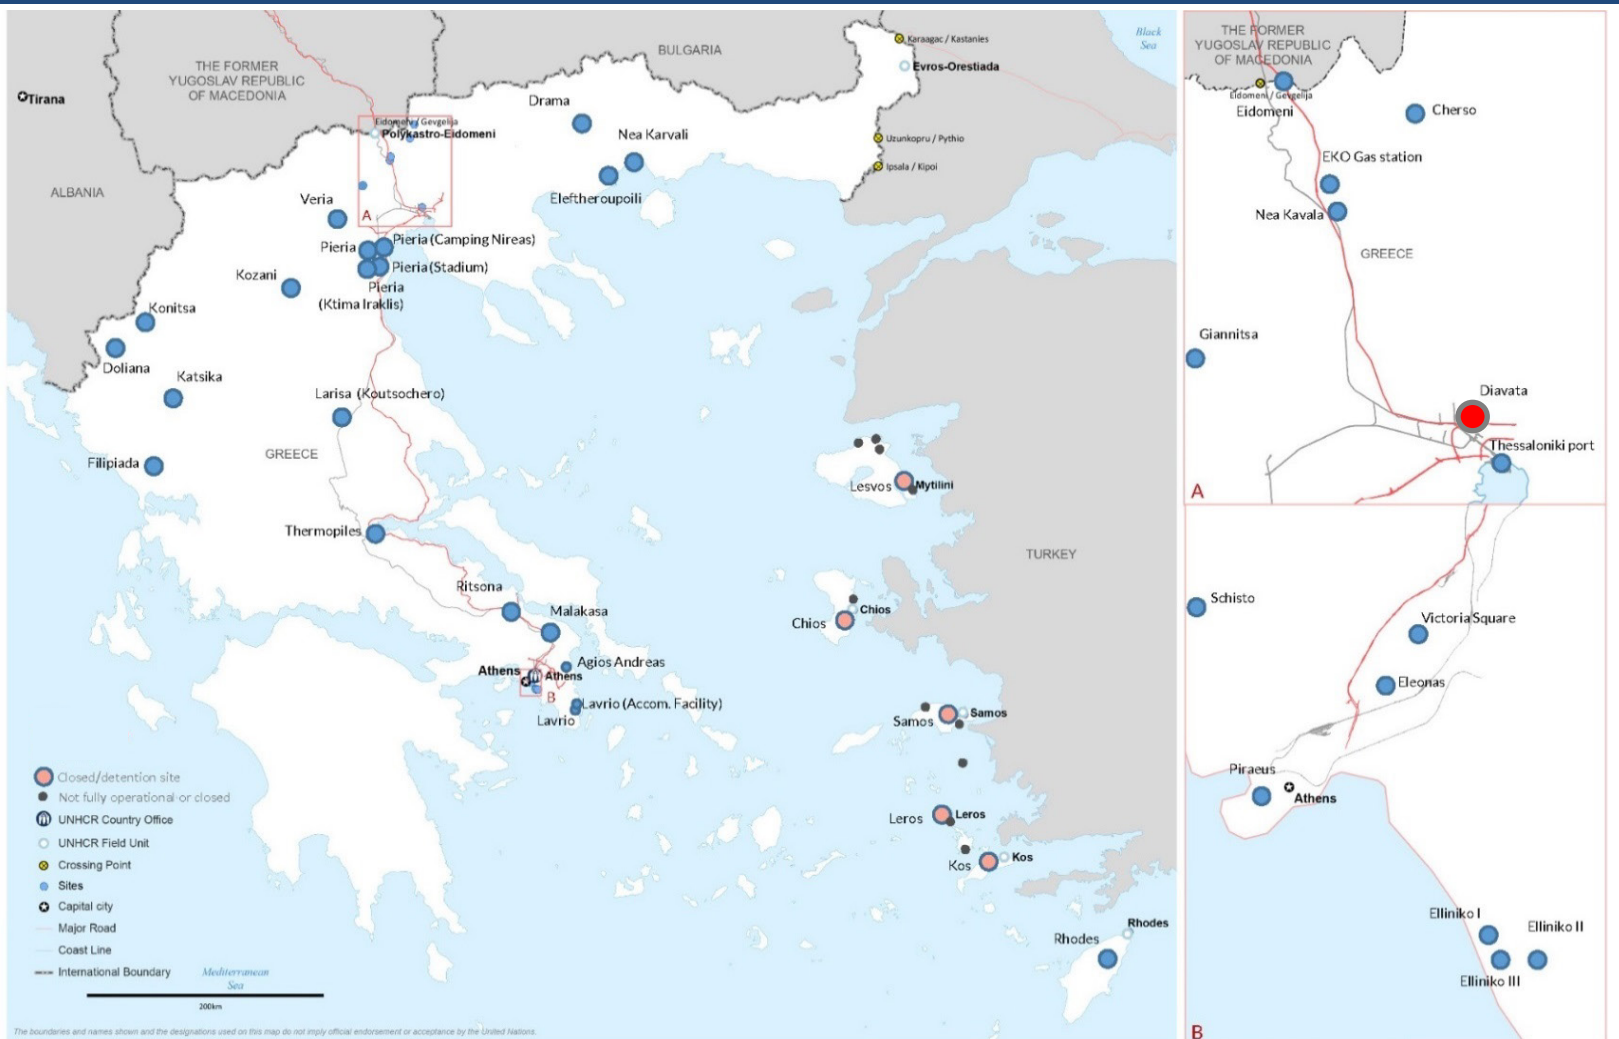 Black
Sea
Karaagac / Kastanies
BULGARIA
THE FORMER
YUGOSLAV REPUBLIC
OF MACEDONIA
Evros-Orestiada
Tirana
Drama
Eidomeni / Gevgelija
Polykastro-Eidomeni
Nea Karvali
Uzunkopru / Pythio
Ipsala / Kipoi
ALBANIA
Veria
Eleftheroupoili
A
Pieria
Pieria (Camping Nireas)
Pieria (Stadium)
Kozani
Pieria
(Ktima Iraklis)
Konitsa
Doliana
Katsika
Larisa (Koutsochero)
GREECE
Filipiada
Lesvos
Mytilini
Thermopiles
TURKEY
Ritsona
Malakasa
Chios
Chios
Agios Andreas
Athens
Athens
B
Lavrio (Accom. Facility)
Lavrio
Samos
Samos
Leros
Leros
Kos
Kos
Rhodes
Rhodes
Closed/detention site
Not fully operational or closed
UNHCR Country Office
UNHCR Field Unit
Crossing Point
Sites
Capital city
Major Road
Coast Line
International Boundary
Mediterranean
Sea
200km
The boundaries and names shown and the designations used on this map do not imply official endorsement or acceptance by the United Nations.
THE FORMER
YUGOSLAV REPUBLIC
OF MACEDONIA
Eidomeni / Gevgelija
Eidomeni
Cherso
EKO Gas station
Nea Kavala
GREECE
Giannitsa
Diavata
Thessaloniki port
A
Schisto
Victoria Square
Eleonas
Piraeus
Athens
Elliniko I
Elliniko II
Elliniko III
B